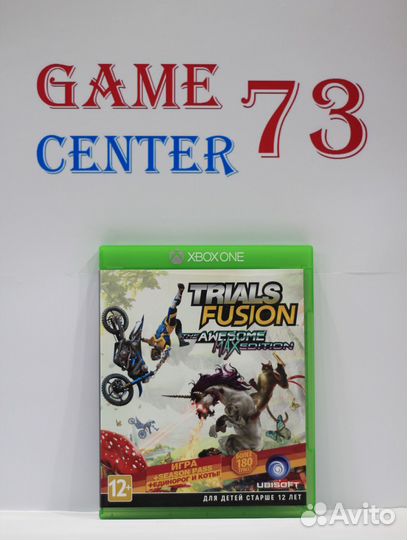 GAME 73
CENTER
XBOX ONE
TRIALS
FUSION
THE AWESOME
MAX EDITION
ИГРА
+SEASON PASS
+ЕДИНОРОГ И КОТЫ!
БОЛЕЕ
180
ТРАСС
UBISOFT
12+
ДЛЯ ДЕТЕЙ СТАРШЕ 12 ЛЕТ
Avito